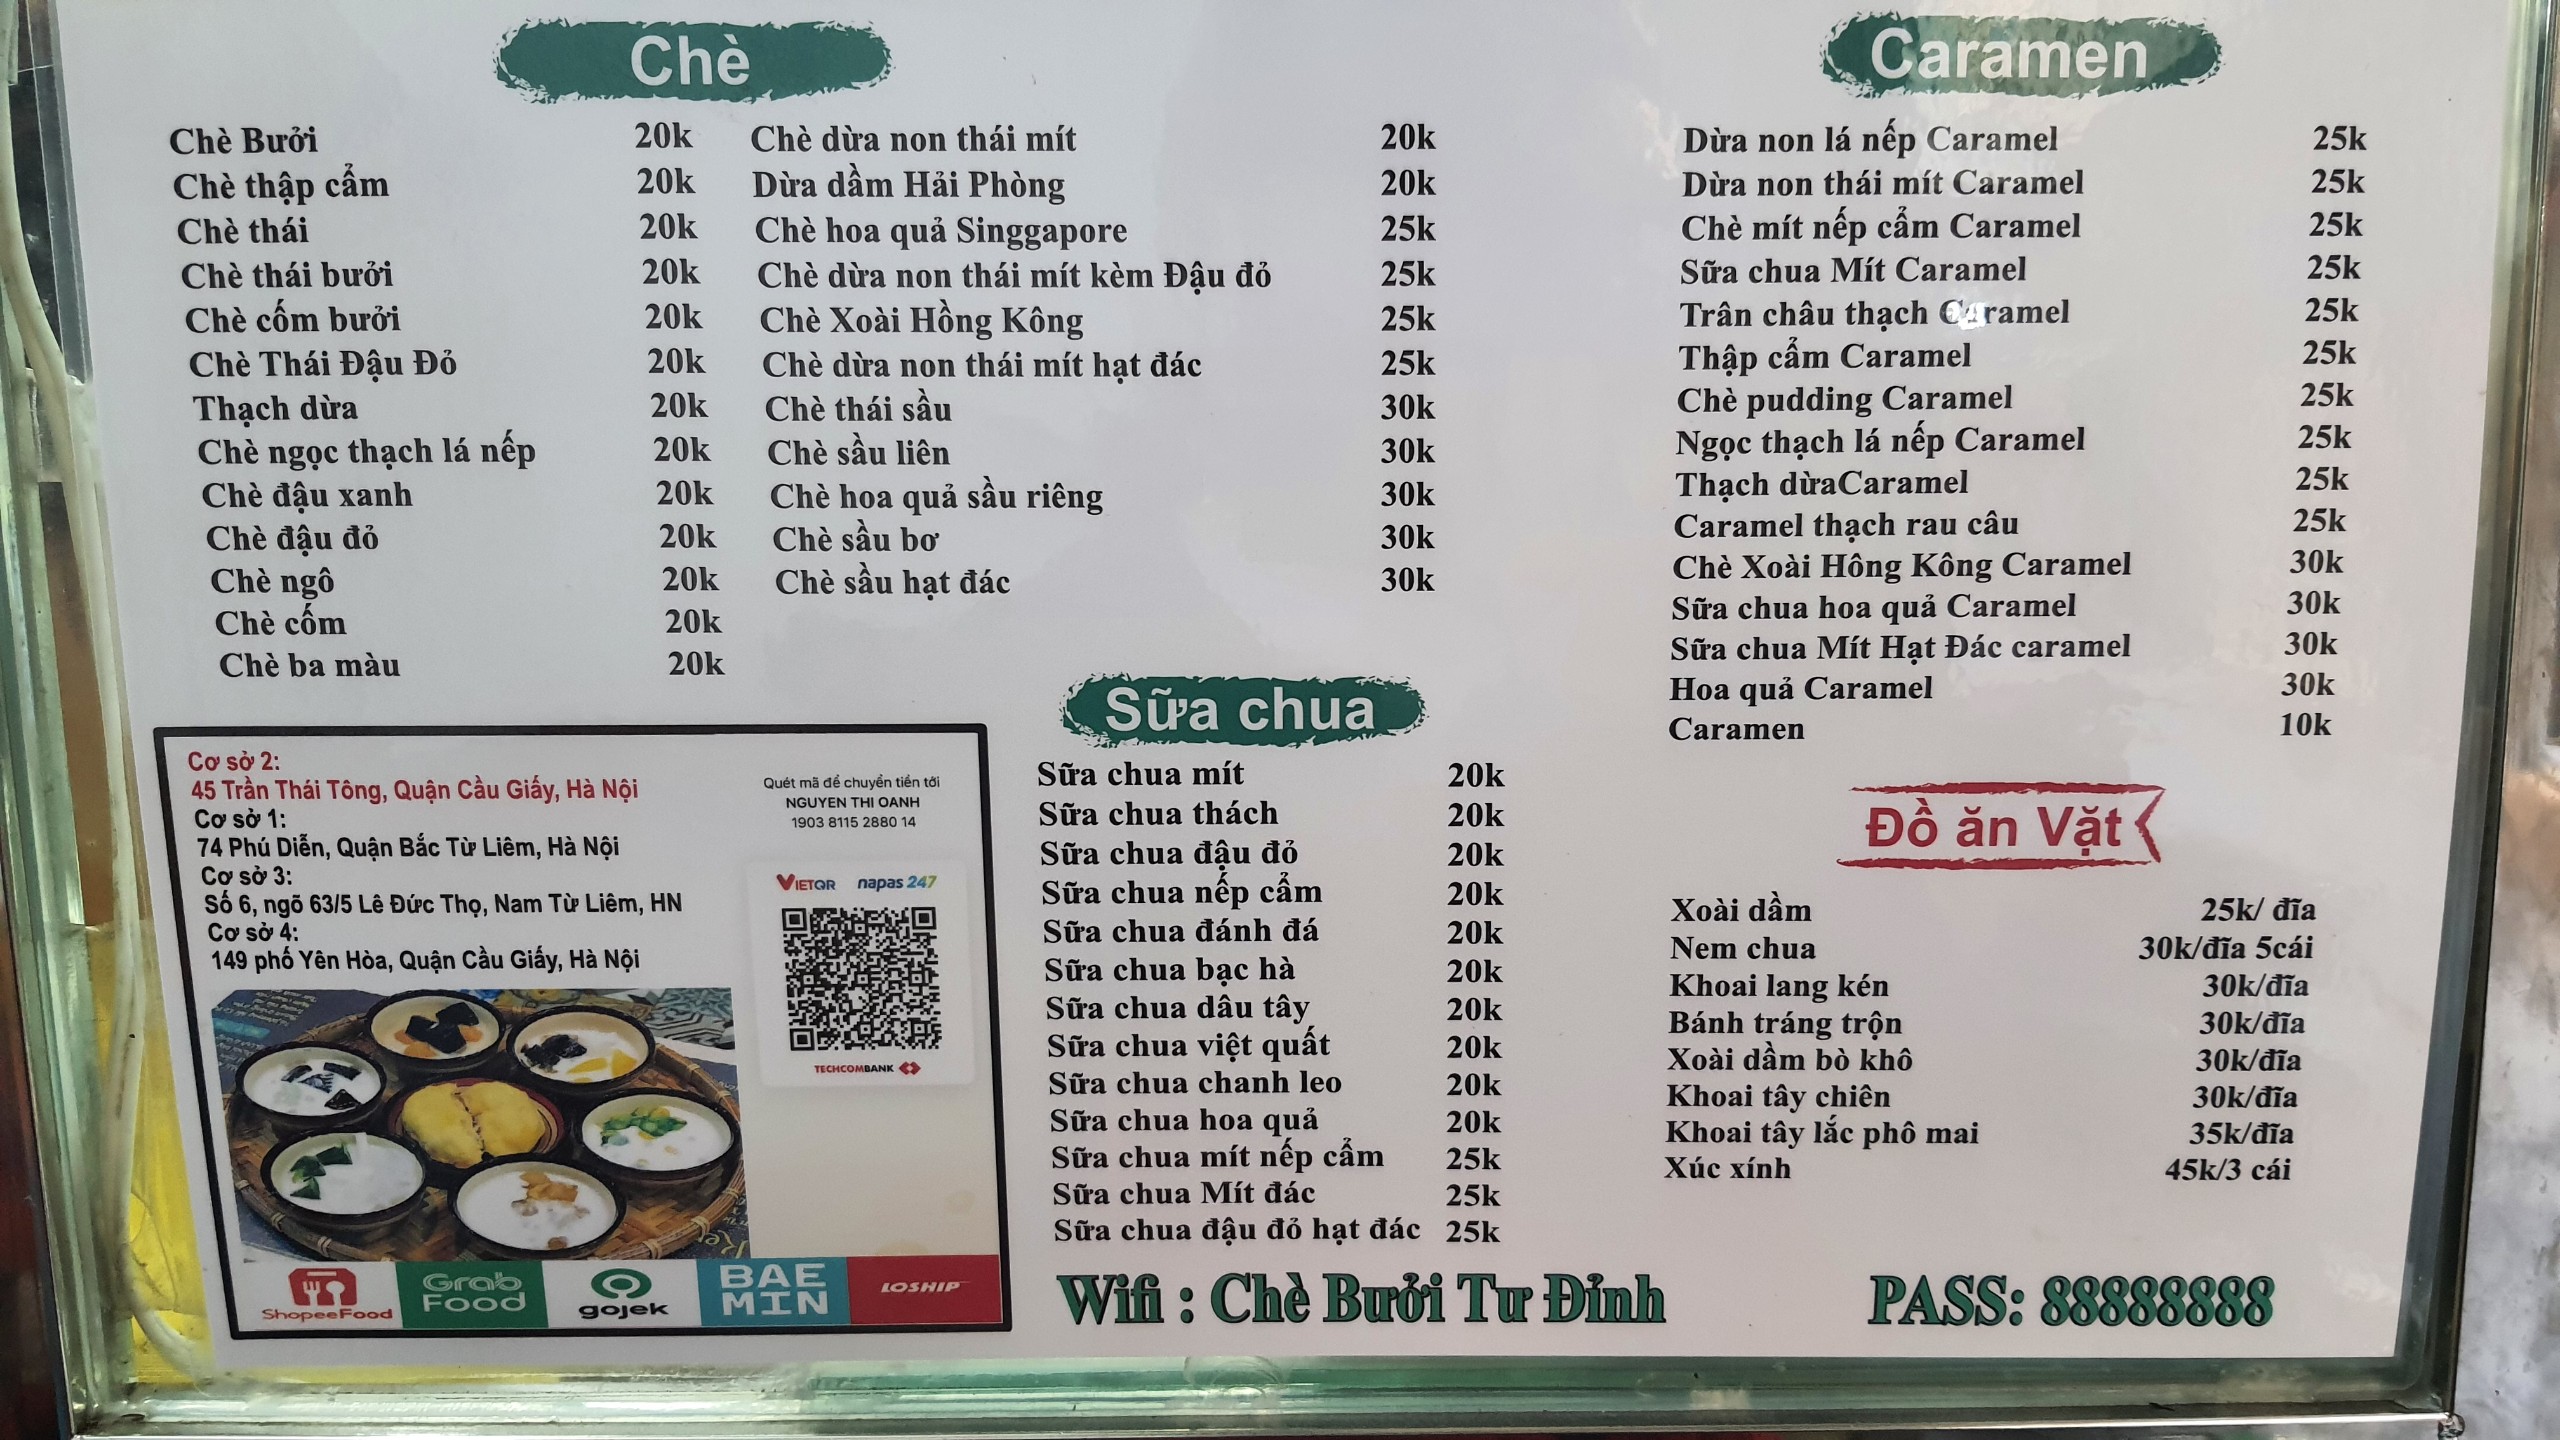 Chè
Chè Bưởi 20k
Chè thập cẩm 20k
Chè thái 20k
Chè thái bưởi 20k
Chè cốm bưởi 20k
Chè Thái Đậu Đỏ 20k
Thạch dừa 20k
Chè ngọc thạch lá nếp 20k
Chè đậu xanh 20k
Chè đậu đỏ 20k
Chè ngô 20k
Chè cốm 20k
Chè ba màu 20k
Chè dừa non thái mít 20k
Dừa dầm Hải Phòng 20k
Chè hoa quả Singgapore 25k
Chè dừa non thái mít kèm Đậu đỏ 25k
Chè Xoài Hồng Kông 25k
Chè dừa non thái mít hạt đác 25k
Chè thái sầu 30k
Chè sầu liên 30k
Chè hoa quả sầu riêng 30k
Chè sầu bơ 30k
Chè sầu hạt đác 30k
Caramen
Dừa non lá nếp Caramel 25k
Dừa non thái mít Caramel 25k
Chè mít nếp cẩm Caramel 25k
Sữa chua Mít Caramel 25k
Trân châu thạch Caramel 25k
Thập cẩm Caramel 25k
Chè pudding Caramel 25k
Ngọc thạch lá nếp Caramel 25k
Thạch dừaCaramel 25k
Caramel thạch rau câu 25k
Chè Xoài Hông Kông Caramel 30k
Sữa chua hoa quả Caramel 30k
Sữa chua Mít Hạt Đác caramel 30k
Hoa quả Caramel 30k
Caramen 10k
Sữa chua
Sữa chua mít 20k
Sữa chua thách 20k
Sữa chua đậu đỏ 20k
Sữa chua nếp cẩm 20k
Sữa chua đánh đá 20k
Sữa chua bạc hà 20k
Sữa chua dâu tây 20k
Sữa chua việt quất 20k
Sữa chua chanh leo 20k
Sữa chua hoa quả 20k
Sữa chua mít nếp cẩm 25k
Sữa chua Mít đác 25k
Sữa chua đậu đỏ hạt đác 25k
Đồ ăn Vặt
Xoài dầm 25k/ đĩa
Nem chua 30k/đĩa 5cái
Khoai lang kén 30k/đĩa
Bánh tráng trộn 30k/đĩa
Xoài dầm bò khô 30k/đĩa
Khoai tây chiên 30k/đĩa
Khoai tây lắc phô mai 35k/đĩa
Xúc xính 45k/3 cái
Cơ sở 2:
45 Trần Thái Tông, Quận Cầu Giấy, Hà Nội
Cơ sở 1:
74 Phú Diễn, Quận Bắc Từ Liêm, Hà Nội
Cơ sở 3:
Số 6, ngõ 63/5 Lê Đức Thọ, Nam Từ Liêm, HN
Cơ sở 4:
149 phố Yên Hòa, Quận Cầu Giấy, Hà Nội
Quét mã để chuyển tiền tới
NGUYEN THI OANH
1903 8115 2880 14
VIETQR napas 247
TECHCOMBANK
ShopeeFood
Grab
Food
gojek
BAE
MIN
LOSHIP
Wifi : Chè Bưởi Tư Đỉnh PASS: 88888888